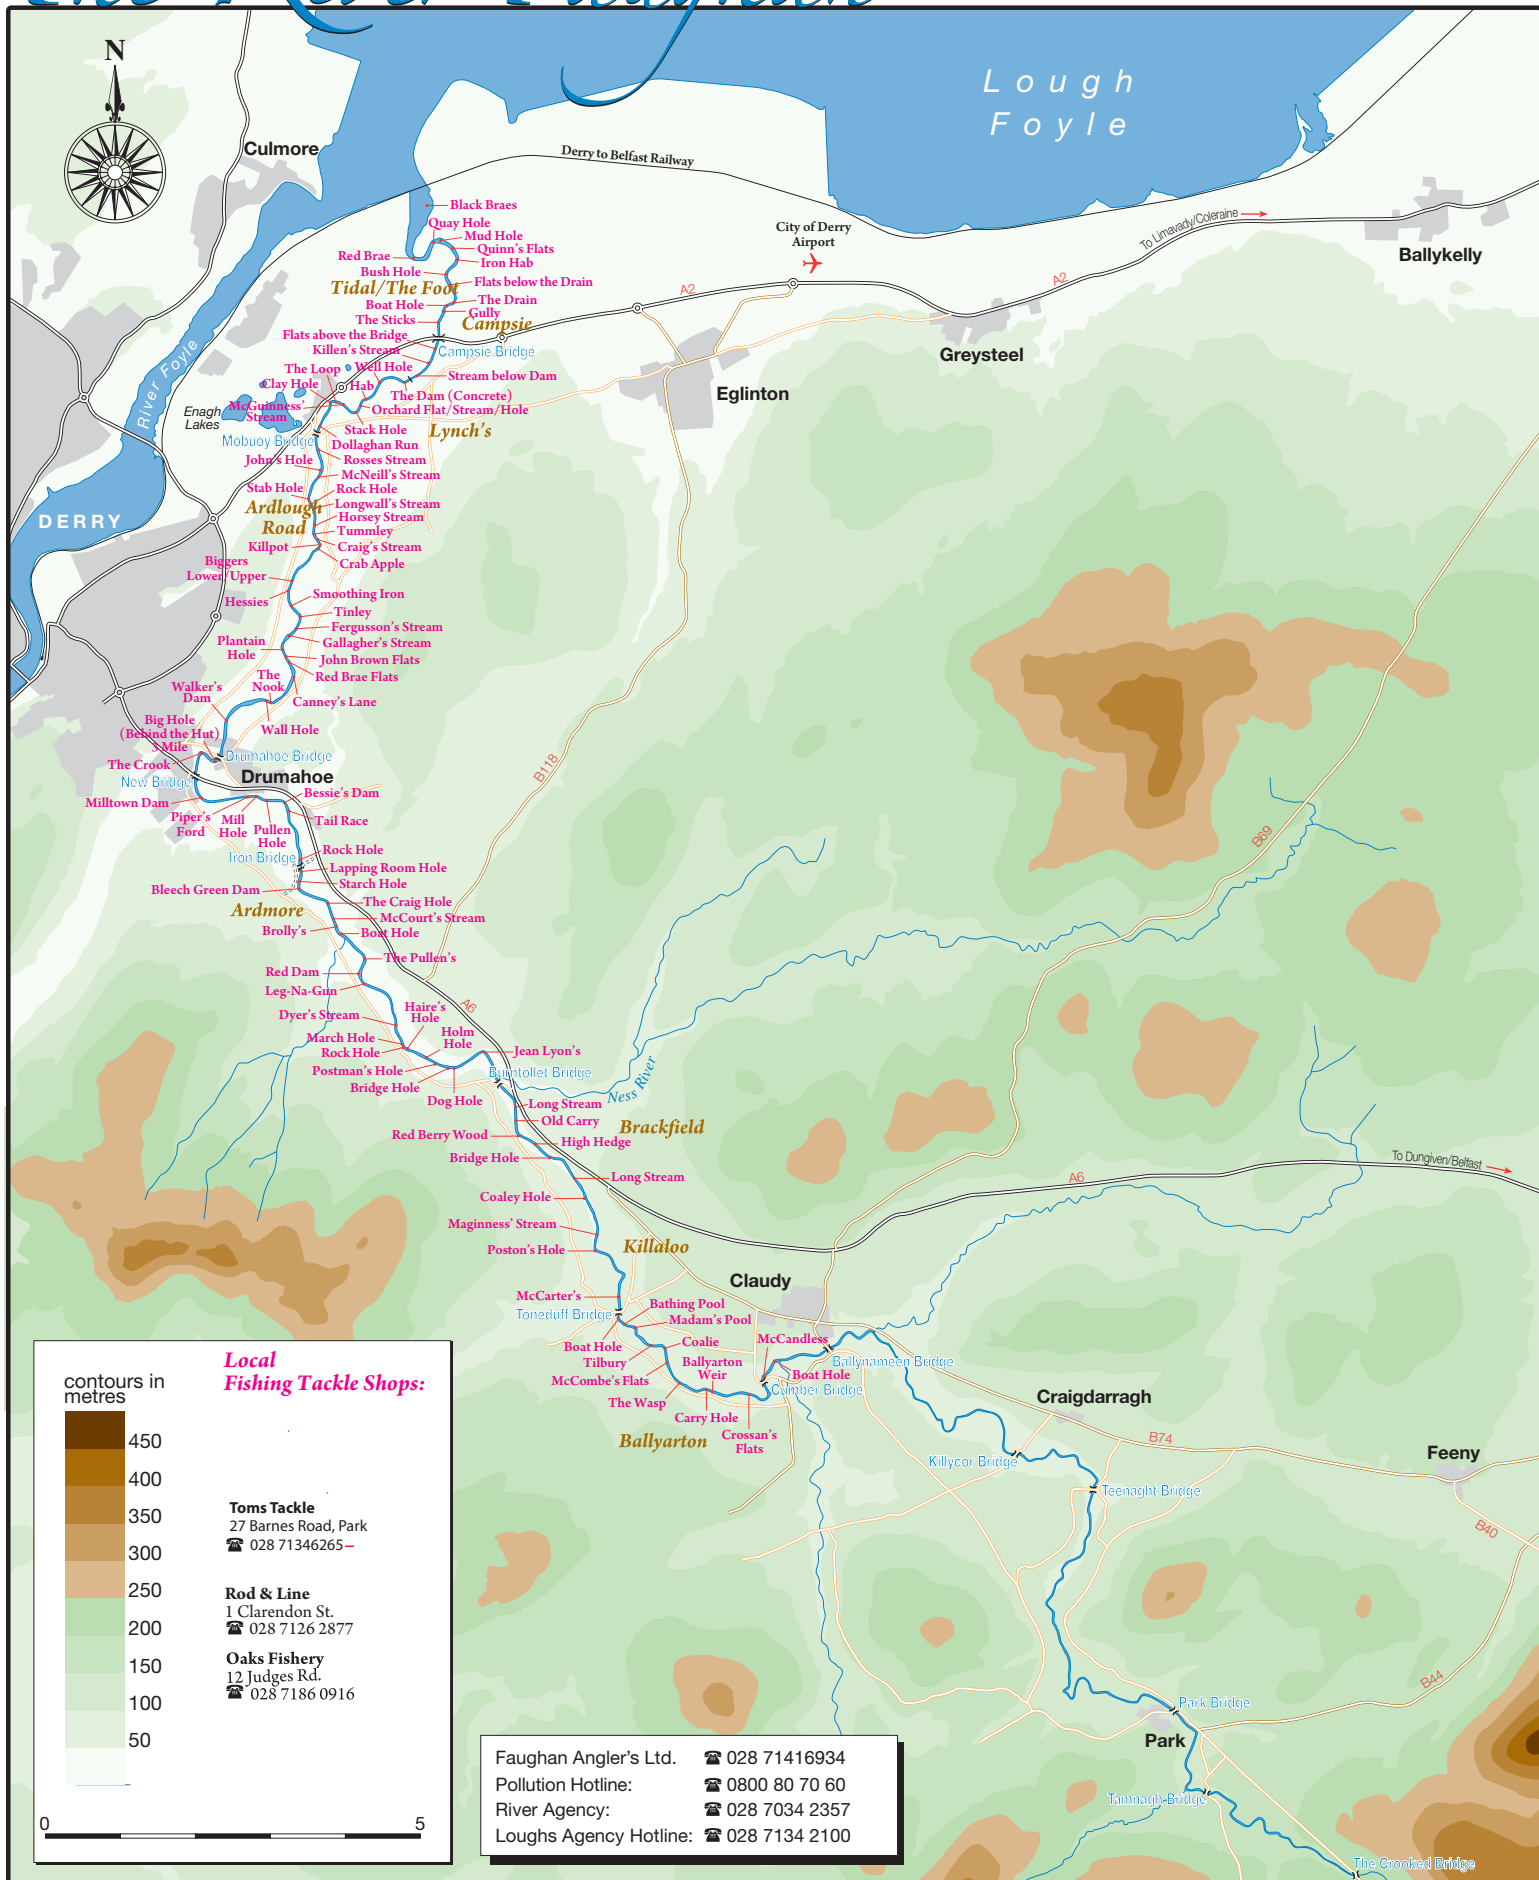 N
Lough
Foyle
Culmore
Derry to Belfast Railway
Black Braes
Quay Hole
Mud Hole
Quinn's Flats
Red Brae
Iron Hab
Bush Hole
Flats below the Drain
Tidal/The Foot
The Drain
Boat Hole
Gully
The Sticks
Campsie
Flats above the Bridge
Killen's Stream
Campsie Bridge
City of Derry
Airport
To Limavady/Coleraine
Ballykelly
A2
A2
Greysteel
Eglinton
River Foyle
The Loop
Well Hole
Stream below Dam
Clay Hole
Hab
The Dam (Concrete)
McGuinness'
Stream
Orchard Flat/Stream/Hole
Enagh
Lakes
Stack Hole
Lynch's
Mobuoy Bridge
Dollaghan Run
John's Hole
Rosses Stream
McNeill's Stream
Stab Hole
Rock Hole
Ardlough
Road
Longwall's Stream
Horsey Stream
Tummley
DERRY
Killpot
Craig's Stream
Crab Apple
Biggers
Lower/Upper
Hessies
Smoothing Iron
Tinley
Fergusson's Stream
Plantain
Hole
Gallagher's Stream
John Brown Flats
Red Brae Flats
The
Nook
Walker's
Dam
Canney's Lane
Big Hole
(Behind the Hut)
3 Mile
Wall Hole
The Crook
Drumahoe Bridge
New Bridge
Drumahoe
Milltown Dam
Bessie's Dam
Piper's
Ford
Mill
Hole
Pullen
Hole
Tail Race
B118
B69
Iron Bridge
Rock Hole
Lapping Room Hole
Starch Hole
Bleech Green Dam
The Craig Hole
Ardmore
McCourt's Stream
Brolly's
Boat Hole
The Pullen's
Red Dam
Leg-Na-Gun
A6
Haire's
Hole
Dyer's Stream
Holm
Hole
March Hole
Rock Hole
Jean Lyon's
Postman's Hole
Burntollet Bridge
Bridge Hole
Dog Hole
Ness River
Long Stream
Old Carry
Brackfield
Red Berry Wood
High Hedge
Bridge Hole
Long Stream
Coaley Hole
A6
To Dungiven/Belfast
Maginness' Stream
Poston's Hole
Killaloo
Claudy
McCarter's
Bathing Pool
Toneduff Bridge
Madam's Pool
Boat Hole
Coalie
McCandless
Tilbury
Ballyarton
Weir
Ballynameen Bridge
McCombe's Flats
Boat Hole
Cumber Bridge
The Wasp
Carry Hole
Crossan's
Flats
Ballyarton
Craigdarragh
B74
Feeny
Killycor Bridge
Teenaght Bridge
B40
B44
Park Bridge
Park
Tamnagh Bridge
The Crooked Bridge
contours in
metres
450
400
350
300
250
200
150
100
50
0
5
Local
Fishing Tackle Shops:
Toms Tackle
27 Barnes Road, Park
☎ 028 71346265
Rod & Line
1 Clarendon St.
☎ 028 7126 2877
Oaks Fishery
12 Judges Rd.
☎ 028 7186 0916
Faughan Angler's Ltd. ☎ 028 71416934
Pollution Hotline: ☎ 0800 80 70 60
River Agency: ☎ 028 7034 2357
Loughs Agency Hotline: ☎ 028 7134 2100